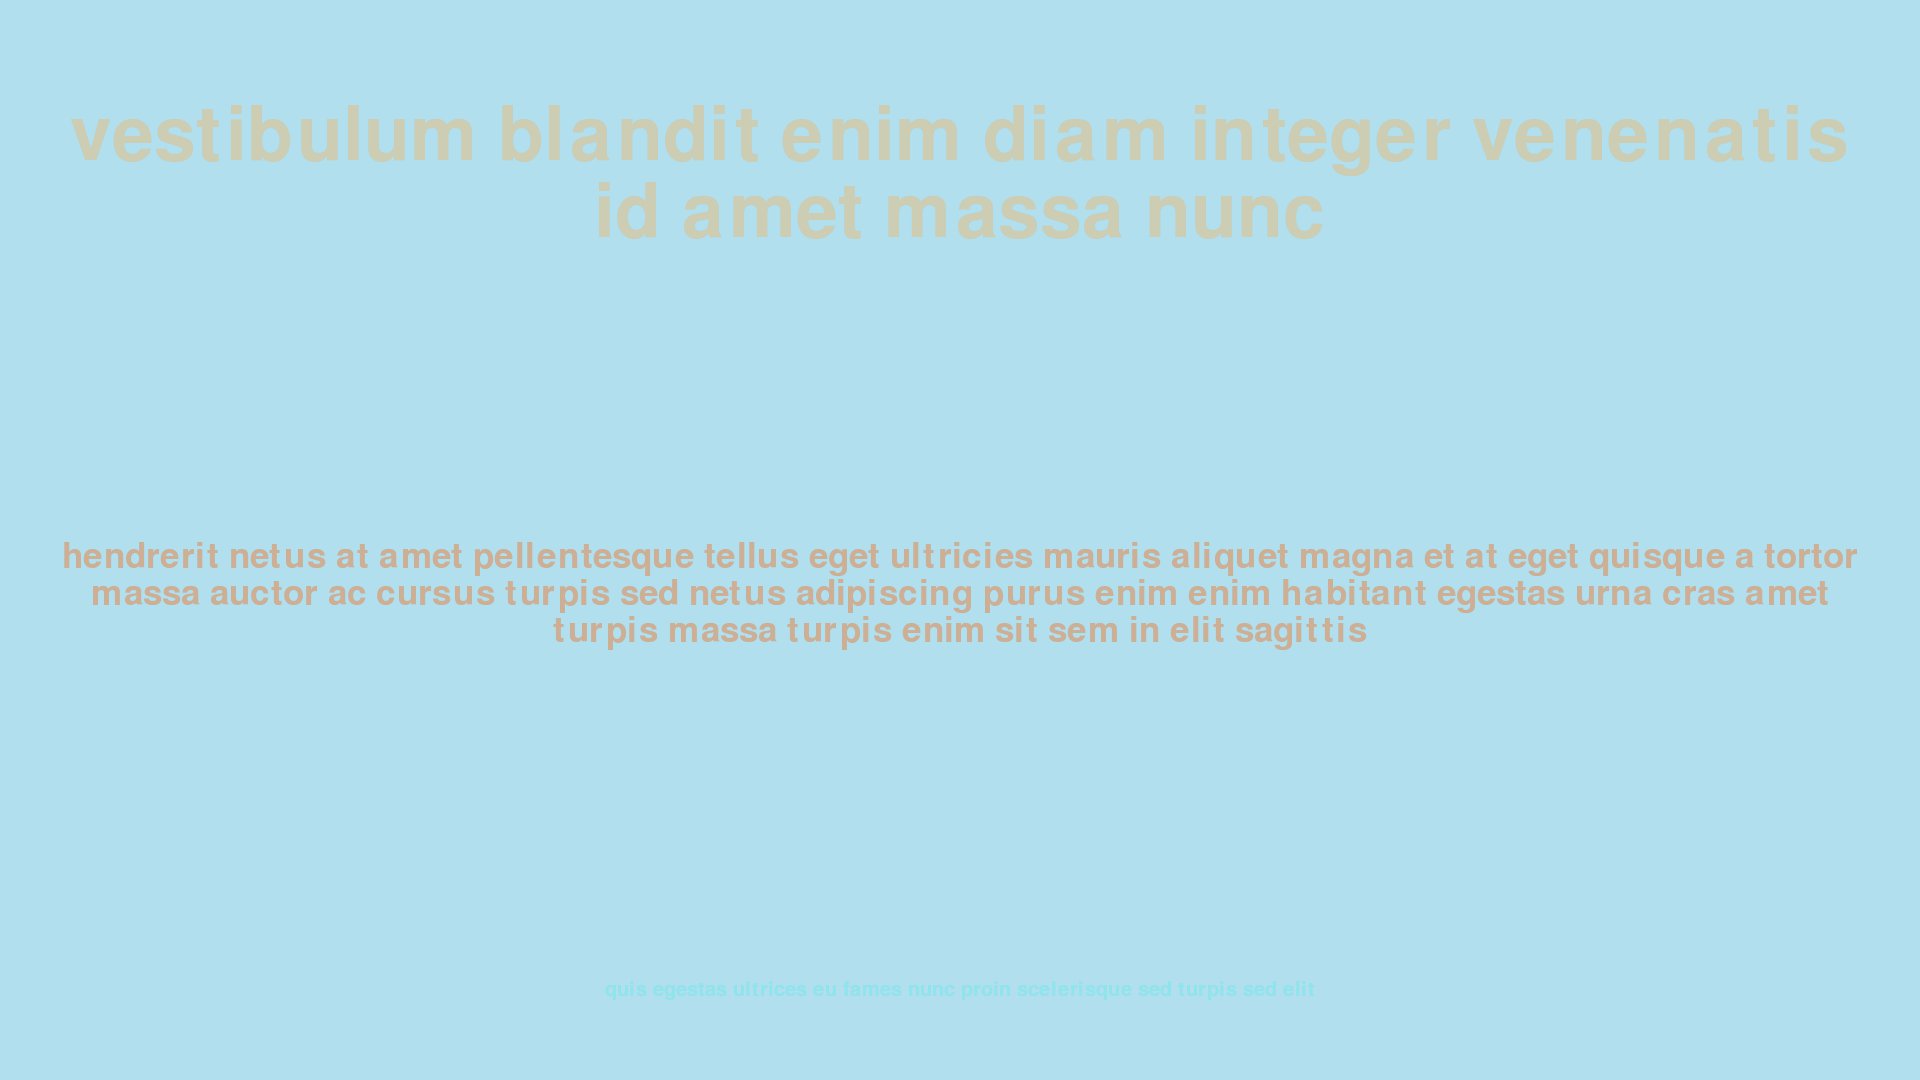 vestibulum blandit enim diam integer venenatis
id amet massa nunc
hendrerit netus at amet pellentesque tellus eget ultricies mauris aliquet magna et at eget quisque a tortor
massa auctor ac cursus turpis sed netus adipiscing purus enim enim habitant egestas urna cras amet
turpis massa turpis enim sit sem in elit sagittis
quis egestas ultrices eu fames nunc proin scelerisque sed turpis sed elit